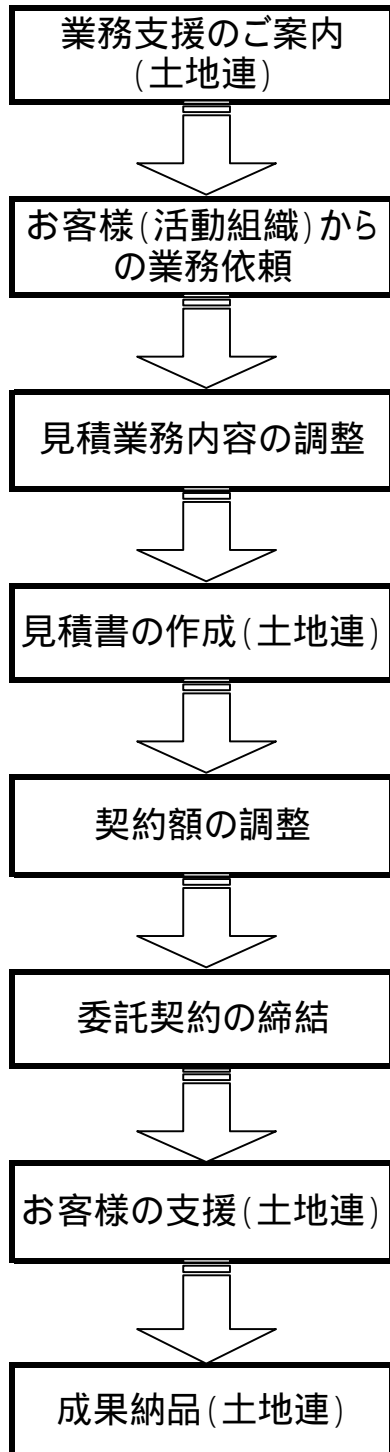 業務支援のご案内
(土地連)
お客様(活動組織)から
の業務依頼
見積業務内容の調整
見積書の作成(土地連)
契約額の調整
委託契約の締結
お客様の支援(土地連)
成果納品(土地連)